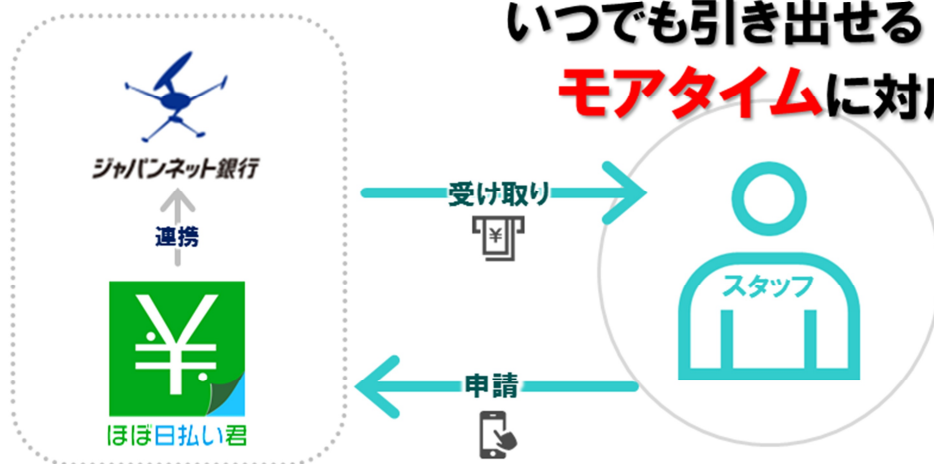 いつでも引き出せる
モアタイムに対応
ジャパンネット銀行
受け取り
¥
連携
スタッフ
¥
申請
ほぼ日払い君